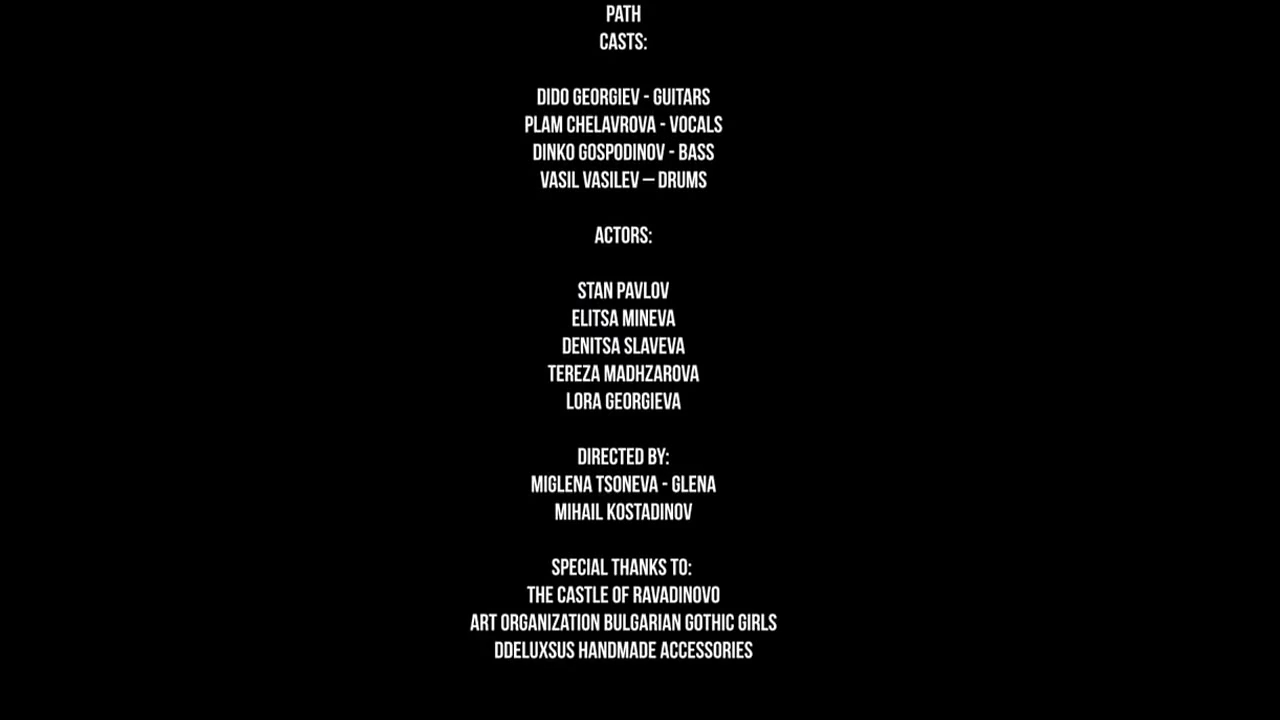 PATH
CASTS:
DIDO GEORGIEV - GUITARS
PLAM CHELAVROVA - VOCALS
DINKO GOSPODINOV - BASS
VASIL VASILEV – DRUMS
ACTORS:
STAN PAVLOV
ELITSA MINEVA
DENITSA SLAVEVA
TEREZA MADHZAROVA
LORA GEORGIEVA
DIRECTED BY:
MIGLENA TSONEVA - GLENA
MIHAIL KOSTADINOV
SPECIAL THANKS TO:
THE CASTLE OF RAVADINOVO
ART ORGANIZATION BULGARIAN GOTHIC GIRLS
DDELUXSUS HANDMADE ACCESSORIES